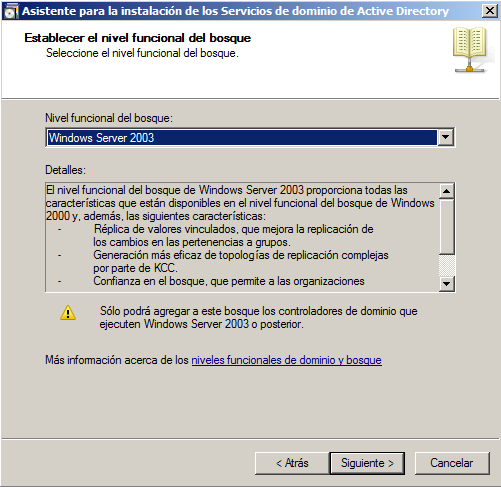 Asistente para la instalación de los Servicios de dominio de Active Directory
Establecer el nivel funcional del bosque
Seleccione el nivel funcional del bosque.
Nivel funcional del bosque:
Windows Server 2003
Detalles:
El nivel funcional del bosque de Windows Server 2003 proporciona todas las
características que están disponibles en el nivel funcional del bosque de Windows
2000 y, además, las siguientes características:
- Réplica de valores vinculados, que mejora la replicación de
los cambios en las pertenencias a grupos.
- Generación más eficaz de topologías de replicación complejas
por parte de KCC.
- Confianza en el bosque, que permite a las organizaciones
Sólo podrá agregar a este bosque los controladores de dominio que
ejecuten Windows Server 2003 o posterior.
Más información acerca de los niveles funcionales de dominio y bosque
< Atrás
Siguiente >
Cancelar